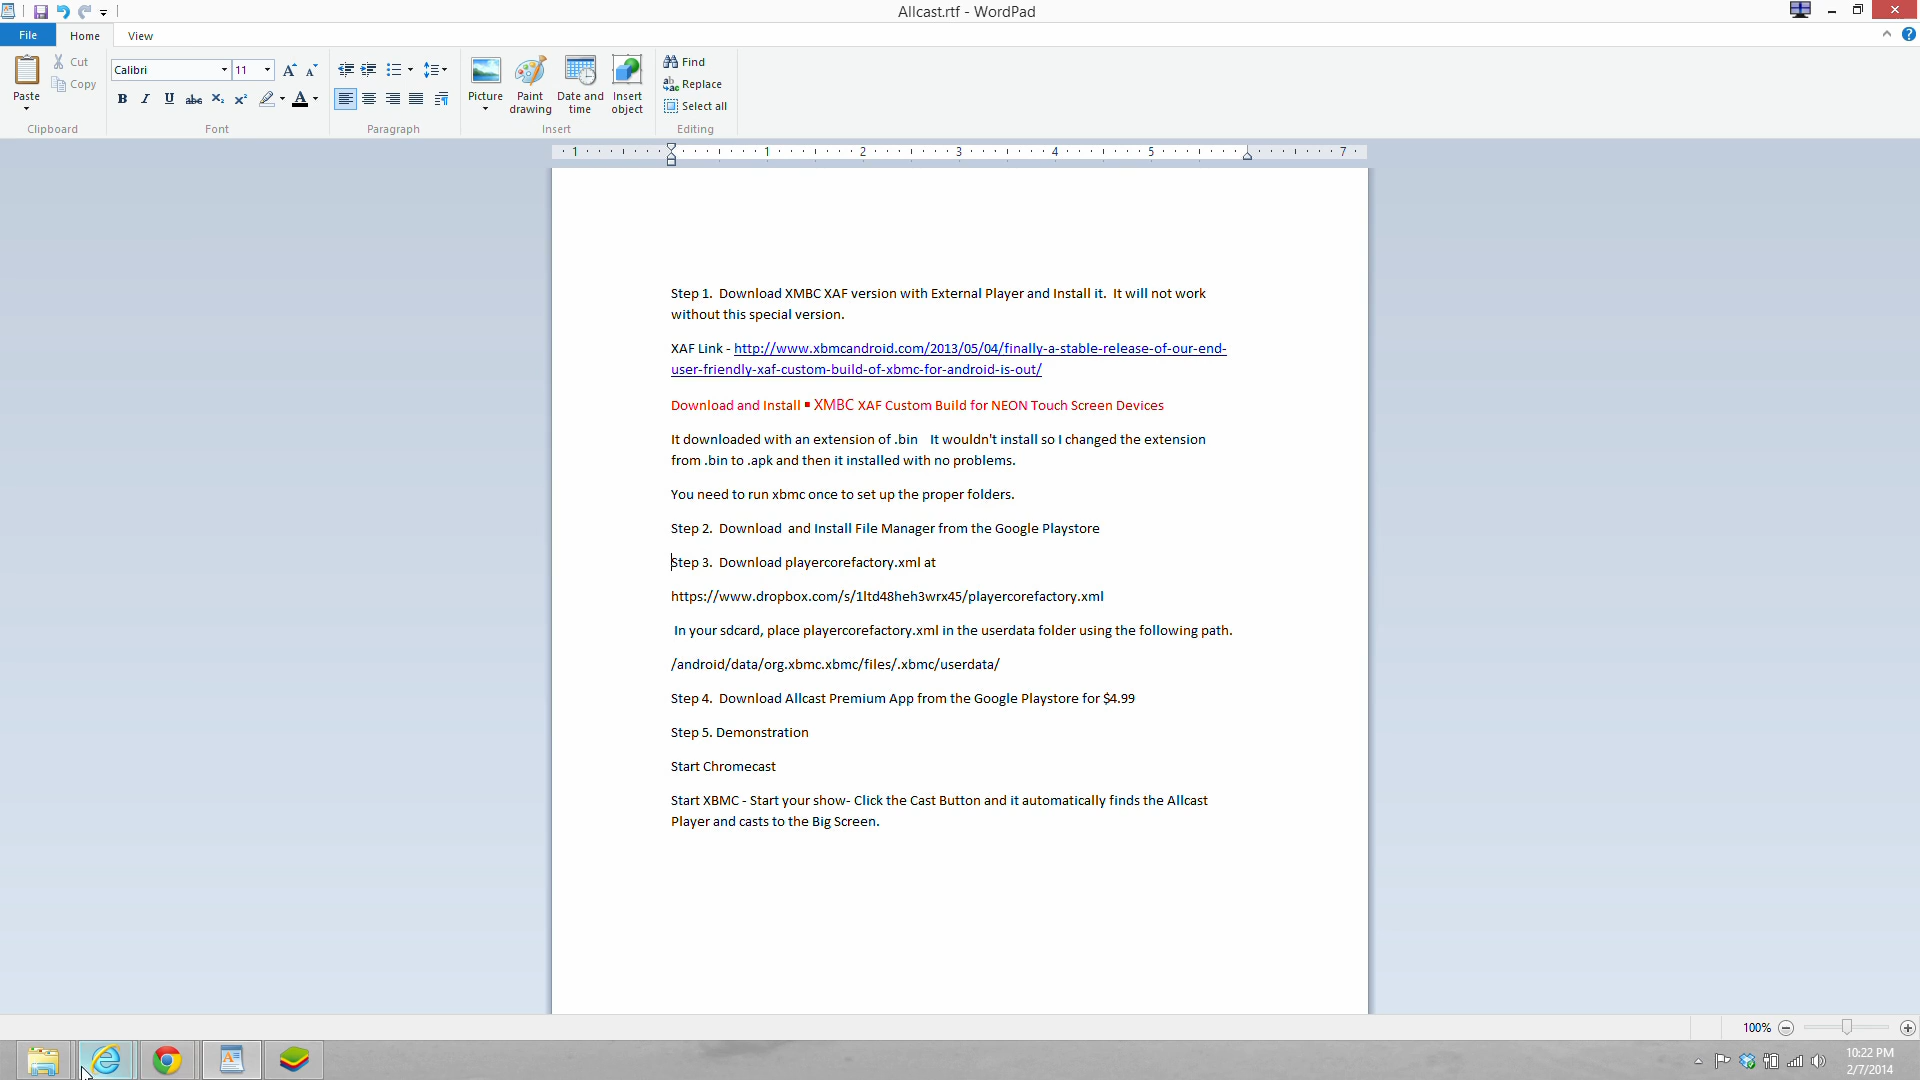 Allcast.rtf - WordPad
File Home View
Paste
Cut
Copy
Clipboard
Calibri 11
B I U abc X₂ X² A
Font
Paragraph
Picture
Paint drawing
Date and time
Insert object
Insert
Find
Replace
Select all
Editing
1 1 2 3 4 5 7
Step 1.  Download XMBC XAF version with External Player and Install it.  It will not work
without this special version.
XAF Link - http://www.xbmcandroid.com/2013/05/04/finally-a-stable-release-of-our-end-
user-friendly-xaf-custom-build-of-xbmc-for-android-is-out/
Download and Install ▪ XMBC XAF Custom Build for NEON Touch Screen Devices
It downloaded with an extension of .bin    It wouldn't install so I changed the extension
from .bin to .apk and then it installed with no problems.
You need to run xbmc once to set up the proper folders.
Step 2.  Download  and Install File Manager from the Google Playstore
Step 3.  Download playercorefactory.xml at
https://www.dropbox.com/s/1ltd48heh3wrx45/playercorefactory.xml
In your sdcard, place playercorefactory.xml in the userdata folder using the following path.
/android/data/org.xbmc.xbmc/files/.xbmc/userdata/
Step 4.  Download Allcast Premium App from the Google Playstore for $4.99
Step 5. Demonstration
Start Chromecast
Start XBMC - Start your show- Click the Cast Button and it automatically finds the Allcast
Player and casts to the Big Screen.
100%
10:22 PM
2/7/2014